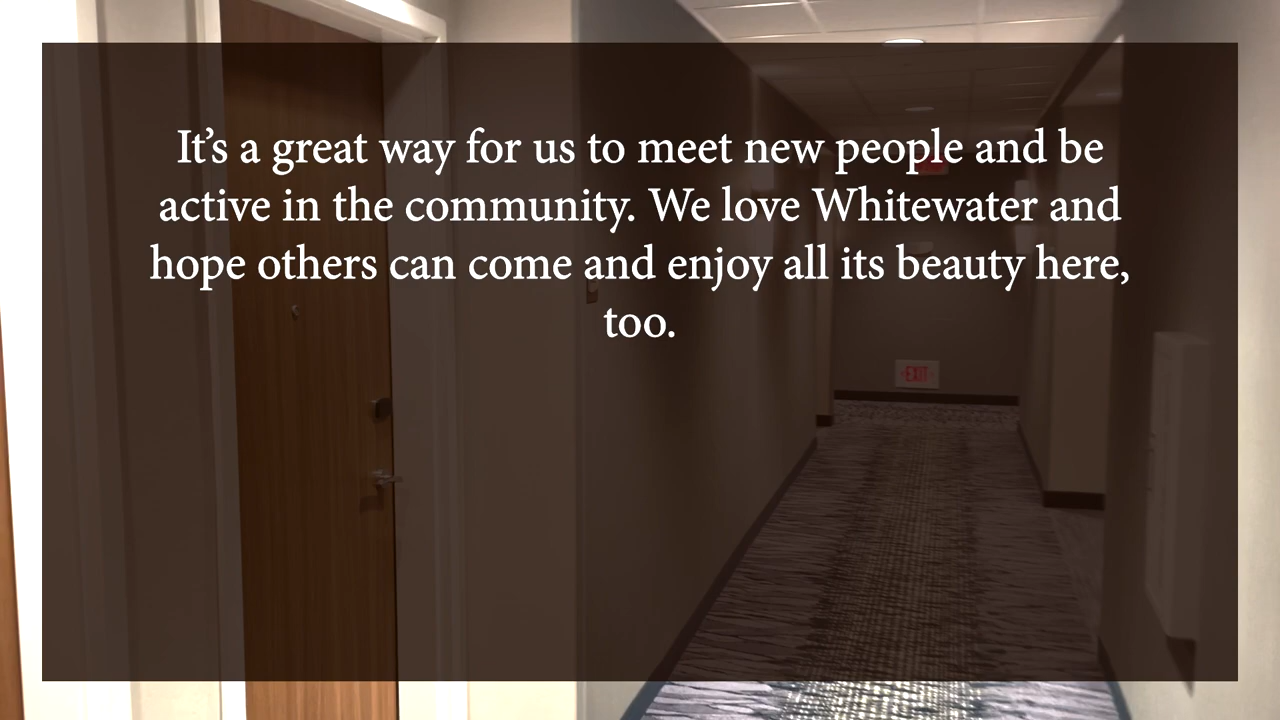 It’s a great way for us to meet new people and be
active in the community. We love Whitewater and
hope others can come and enjoy all its beauty here,
too.
EXIT